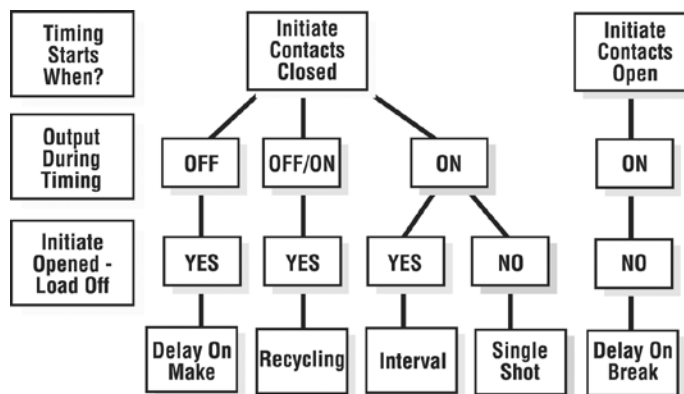 Timing
Starts
When?
Initiate
Contacts
Closed
Initiate
Contacts
Open
Output
During
Timing
OFF
OFF/ON
ON
ON
Initiate
Opened -
Load Off
YES
YES
YES
NO
NO
Delay On
Make
Recycling
Interval
Single
Shot
Delay On
Break